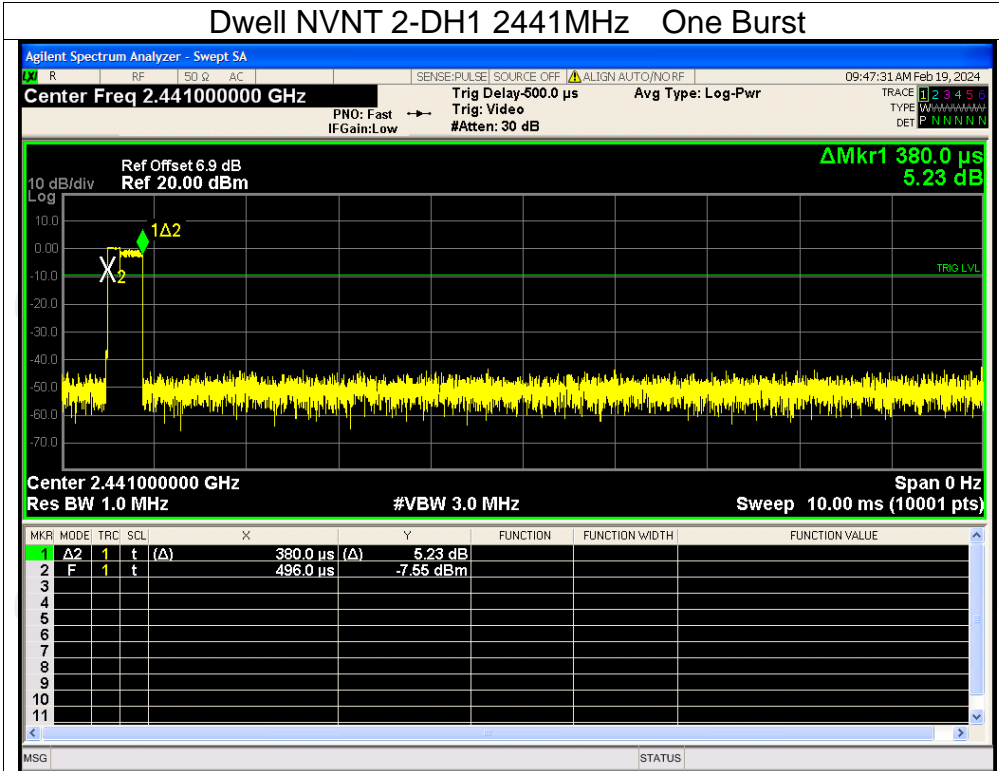 Dwell NVNT 2-DH1 2441MHz One Burst
Agilent Spectrum Analyzer - Swept SA
LXI R RF 50 Ω AC SENSE:PULSE SOURCE OFF ALIGN AUTO/NO RF 09:47:31 AM Feb 19, 2024
Center Freq 2.441000000 GHz Trig Delay-500.0 µs Avg Type: Log-Pwr TRACE 1 2 3 4 5 6
PNO: Fast Trig: Video TYPE W
IFGain:Low #Atten: 30 dB DET P N N N N N
ΔMkr1 380.0 µs
5.23 dB
Ref Offset 6.9 dB
10 dB/div Ref 20.00 dBm
Log
10.0
1Δ2
0.00
TRIG LVL
2
-10.0
-20.0
-30.0
-40.0
-50.0
-60.0
-70.0
Center 2.441000000 GHz Span 0 Hz
Res BW 1.0 MHz #VBW 3.0 MHz Sweep 10.00 ms (10001 pts)
MKR MODE TRC SCL X Y FUNCTION FUNCTION WIDTH FUNCTION VALUE
1 Δ2 1 t (Δ) 380.0 µs (Δ) 5.23 dB
2 F 1 t 496.0 µs -7.55 dBm
3
4
5
6
7
8
9
10
11
MSG STATUS